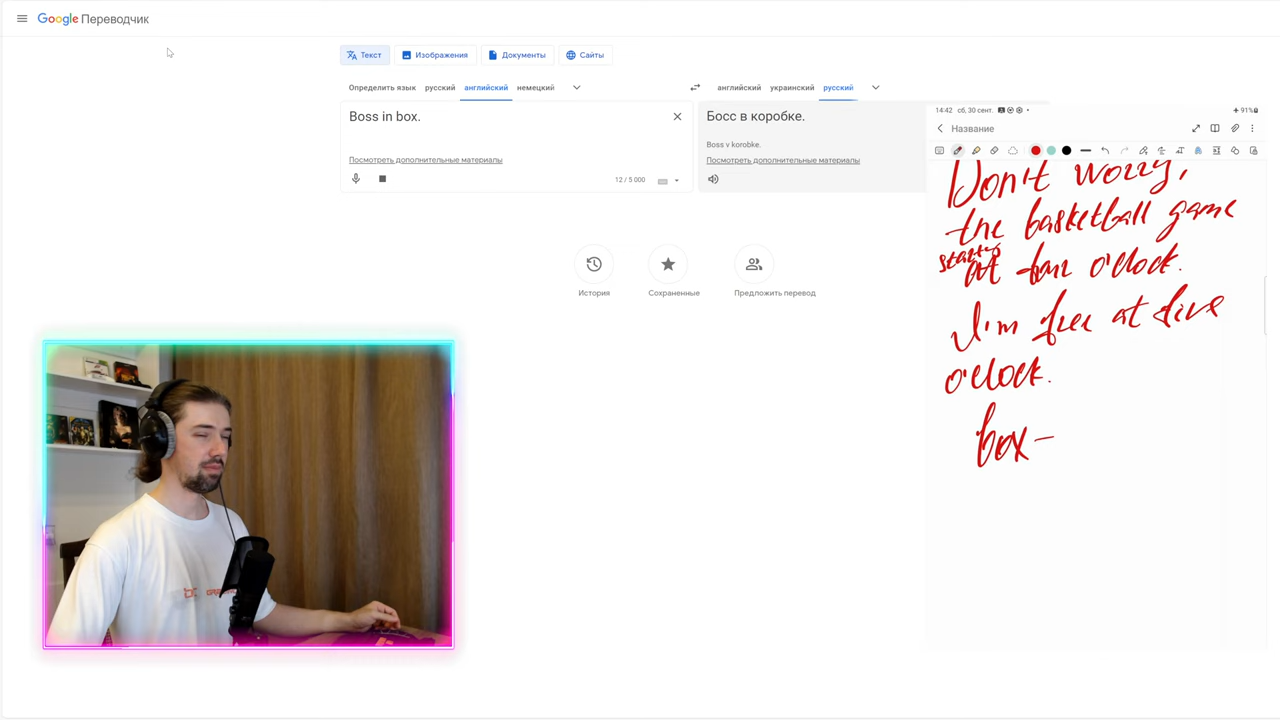 Google Переводчик
Текст
Изображения
Документы
Сайты
Определить язык
русский
английский
немецкий
английский
украинский
русский
Boss in box.
Посмотреть дополнительные материалы
12 / 5 000
Босс в коробке.
Boss v korobke.
Посмотреть дополнительные материалы
История
Сохраненные
Предложить перевод
14:42 сб, 30 сент.
91%
Название
Don't worry,
the basketball game
starts
at four o'clock.
I'm free at five
o'clock.
box-